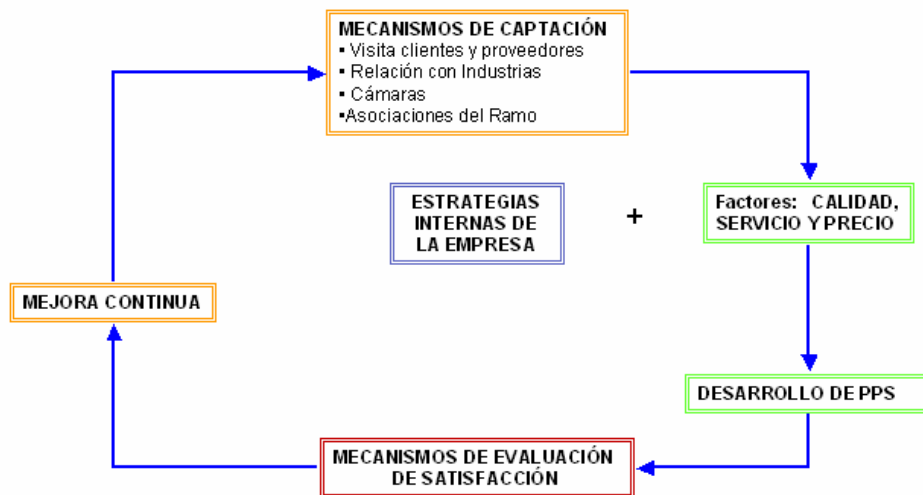 MECANISMOS DE CAPTACIÓN
▪ Visita clientes y proveedores
▪ Relación con Industrias
▪ Cámaras
▪Asociaciones del Ramo
ESTRATEGIAS
INTERNAS DE
LA EMPRESA
+
Factores: CALIDAD,
SERVICIO Y PRECIO
MEJORA CONTINUA
DESARROLLO DE PPS
MECANISMOS DE EVALUACIÓN
DE SATISFACCIÓN